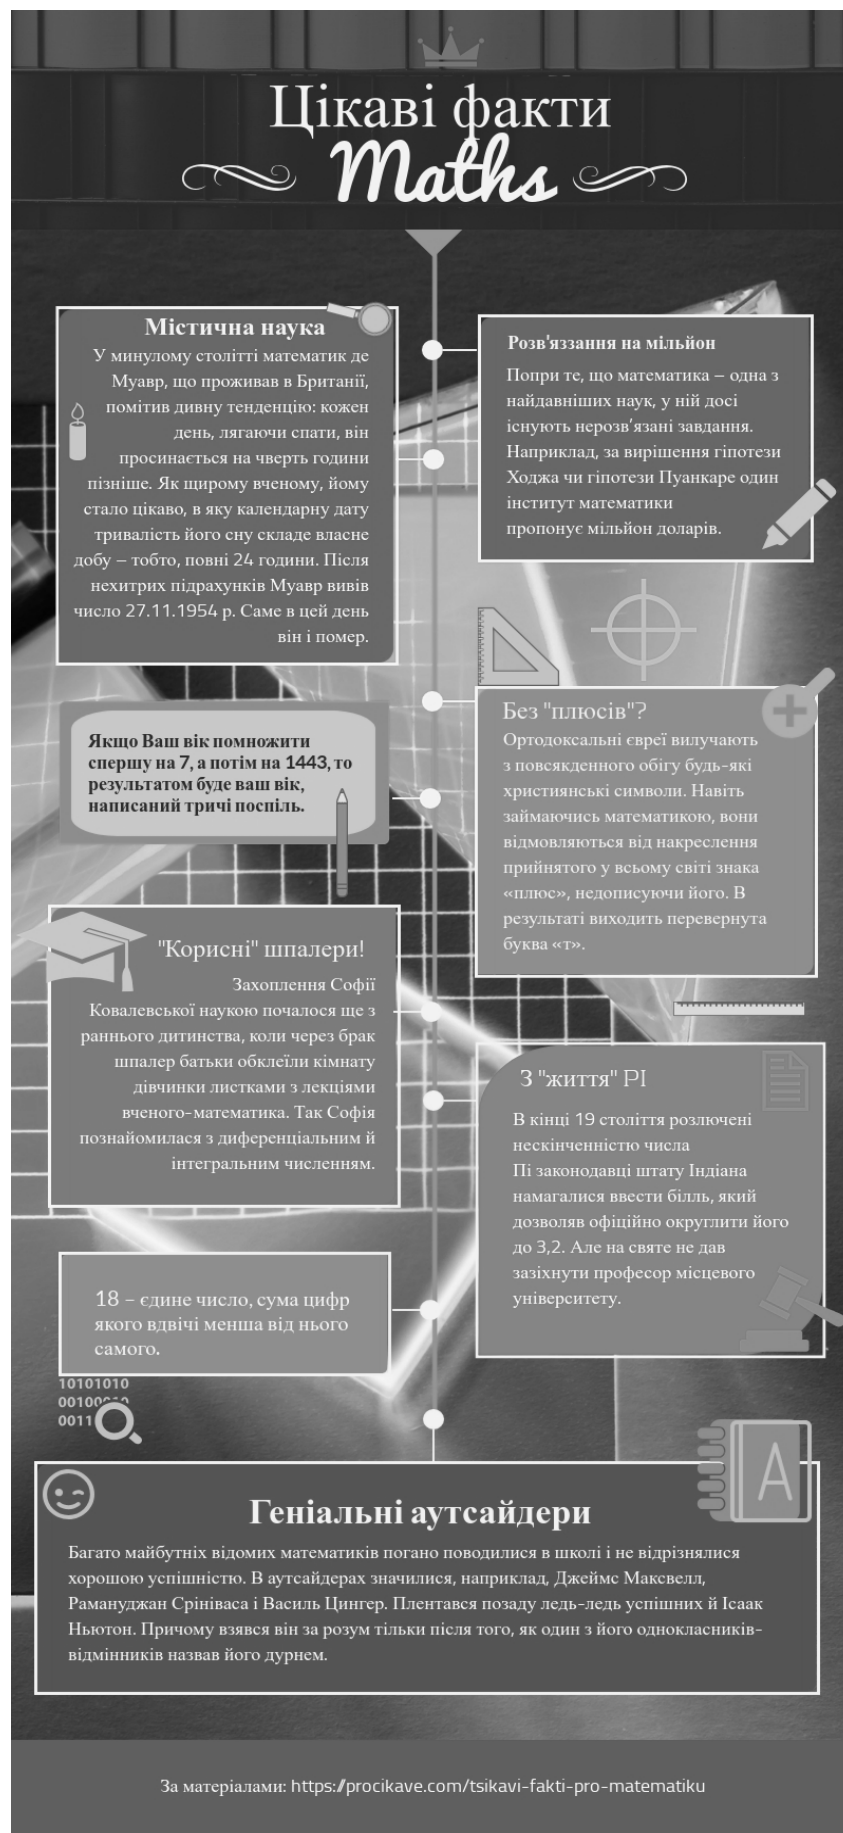 Цікаві факти
Maths
Містична наука
У минулому столітті математик де
Муавр, що проживав в Британії,
помітив дивну тенденцію: кожен
день, лягаючи спати, він
просинається на чверть години
пізніше. Як щирому вченому, йому
стало цікаво, в яку календарну дату
тривалість його сну складе власне
добу – тобто, повні 24 години. Після
нехитрих підрахунків Муавр вивів
число 27.11.1954 р. Саме в цей день
він і помер.
Розв'яззання на мільйон
Попри те, що математика – одна з
найдавніших наук, у ній досі
існують нерозв'язані завдання.
Наприклад, за вирішення гіпотези
Ходжа чи гіпотези Пуанкаре один
інститут математики
пропонує мільйон доларів.
Якщо Ваш вік помножити
спершу на 7, а потім на 1443, то
результатом буде ваш вік,
написаний тричі поспіль.
Без "плюсів"?
Ортодоксальні євреї вилучають
з повсякденного обігу будь-які
християнські символи. Навіть
займаючись математикою, вони
відмовляються від накреслення
прийнятого у всьому світі знака
«плюс», недописуючи його. В
результаті виходить перевернута
буква «т».
"Корисні" шпалери!
Захоплення Софії
Ковалевської наукою почалося ще з
раннього дитинства, коли через брак
шпалер батьки обклеїли кімнату
дівчинки листками з лекціями
вченого-математика. Так Софія
познайомилася з диференціальним й
інтегральним численням.
З "життя" PI
В кінці 19 століття розлючені
нескінченністю числа
Пі законодавці штату Індіана
намагалися ввести білль, який
дозволяв офіційно округлити його
до 3,2. Але на святе не дав
зазіхнути професор місцевого
університету.
18 – єдине число, сума цифр
якого вдвічі менша від нього
самого.
10101010
00100010
0011
A
Геніальні аутсайдери
Багато майбутніх відомих математиків погано поводилися в школі і не відрізнялися
хорошою успішністю. В аутсайдерах значилися, наприклад, Джеймс Максвелл,
Рамануджан Срініваса і Василь Цингер. Плентався позаду ледь-ледь успішних й Ісаак
Ньютон. Причому взявся він за розум тільки після того, як один з його однокласників-
відмінників назвав його дурнем.
За матеріалами: https://procikave.com/tsikavi-fakti-pro-matematiku